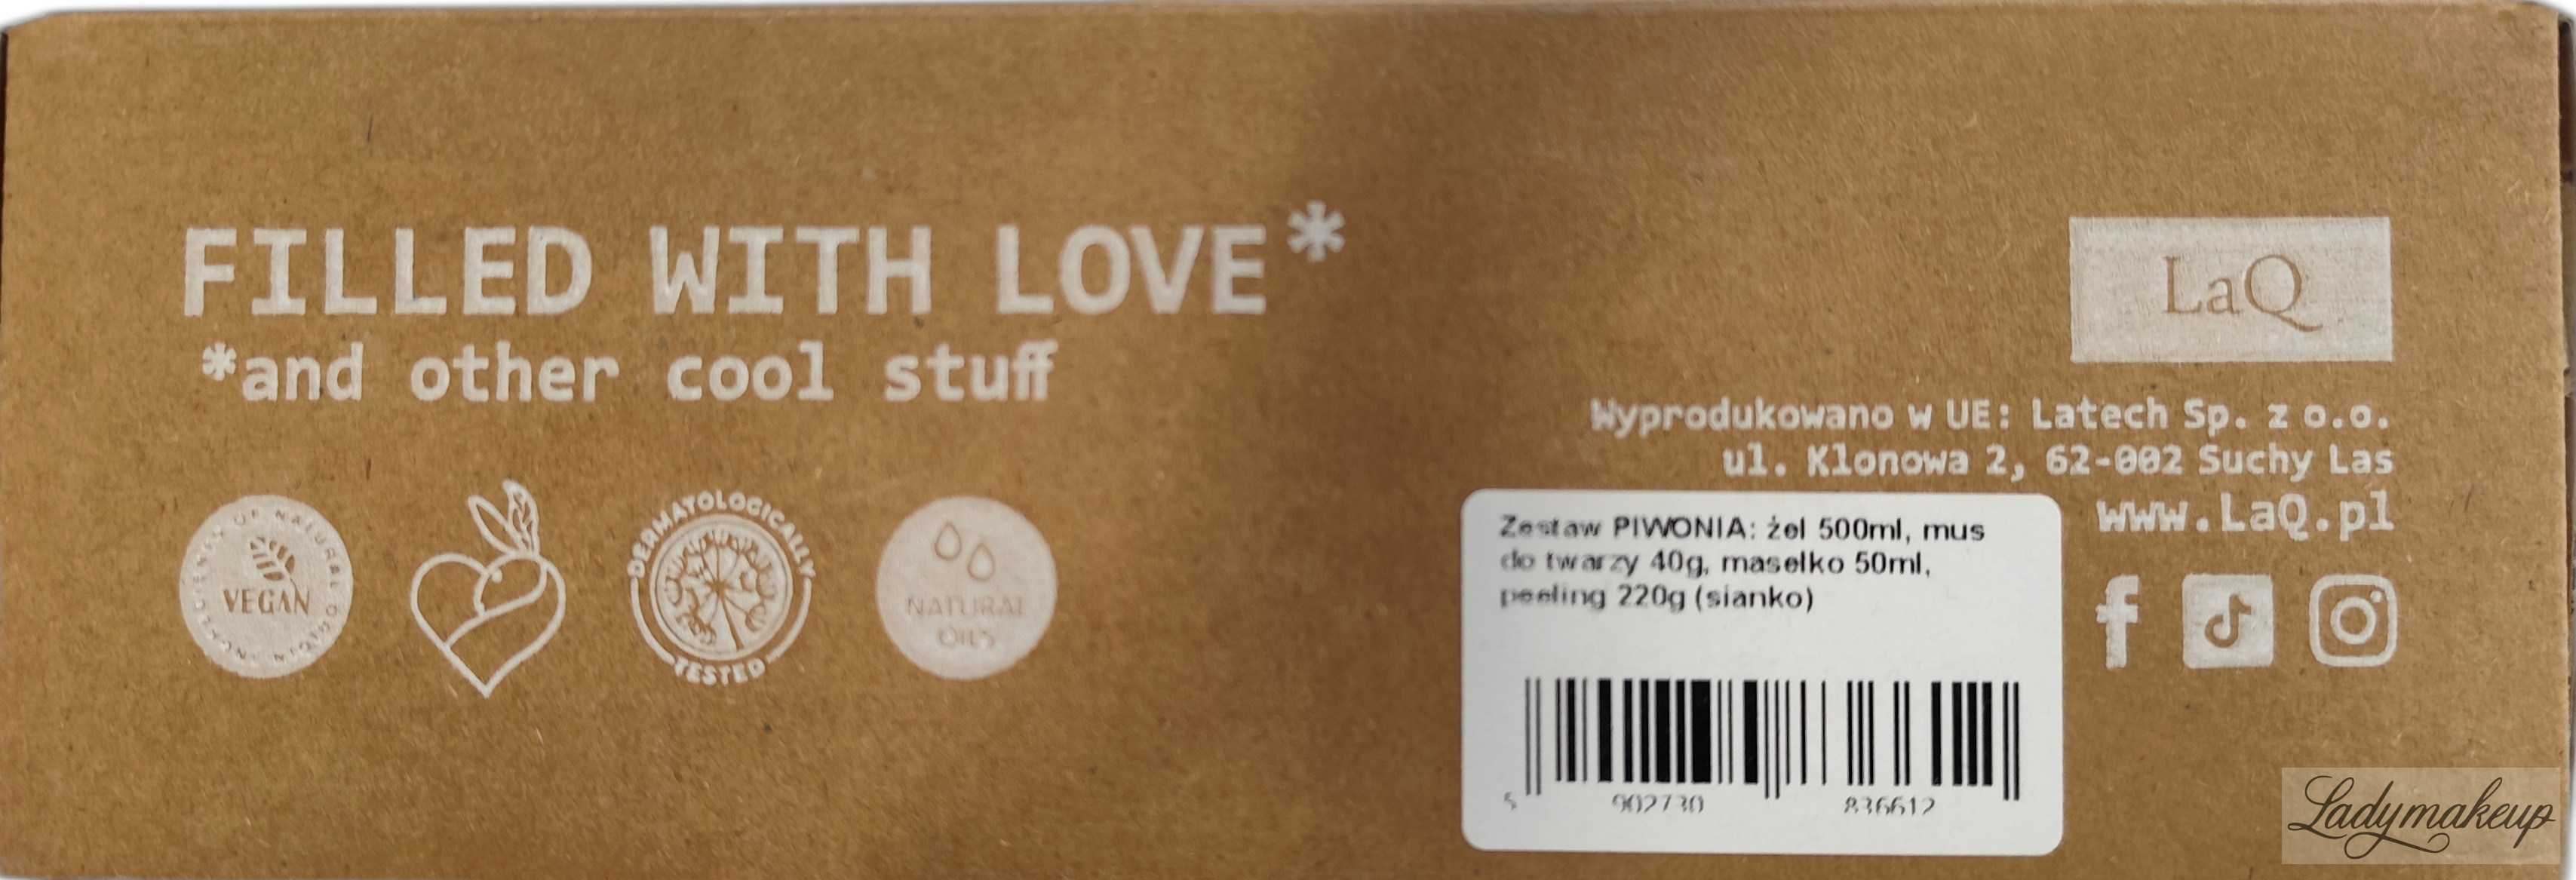 FILLED WITH LOVE*
*and other cool stuff
VEGAN
DERMATOLOGICALLY
TESTED
NATURAL
OILS
LaQ
Wyprodukowano w UE: Latech Sp. z o.o.
ul. Klonowa 2, 62-002 Suchy Las
www.LaQ.pl
Zestaw PIWONIA: żel 500ml, mus
do twarzy 40g, masełko 50ml,
peeling 220g (sianko)
5 902730 836612
Ladymakeup